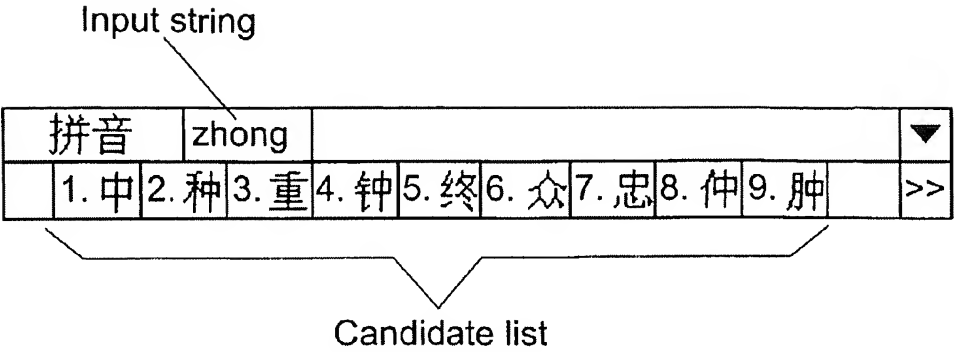 Input string
拼音 zhong ▼
1. 中 2. 种 3. 重 4. 钟 5. 终 6. 众 7. 忠 8. 仲 9. 肿 >>
Candidate list